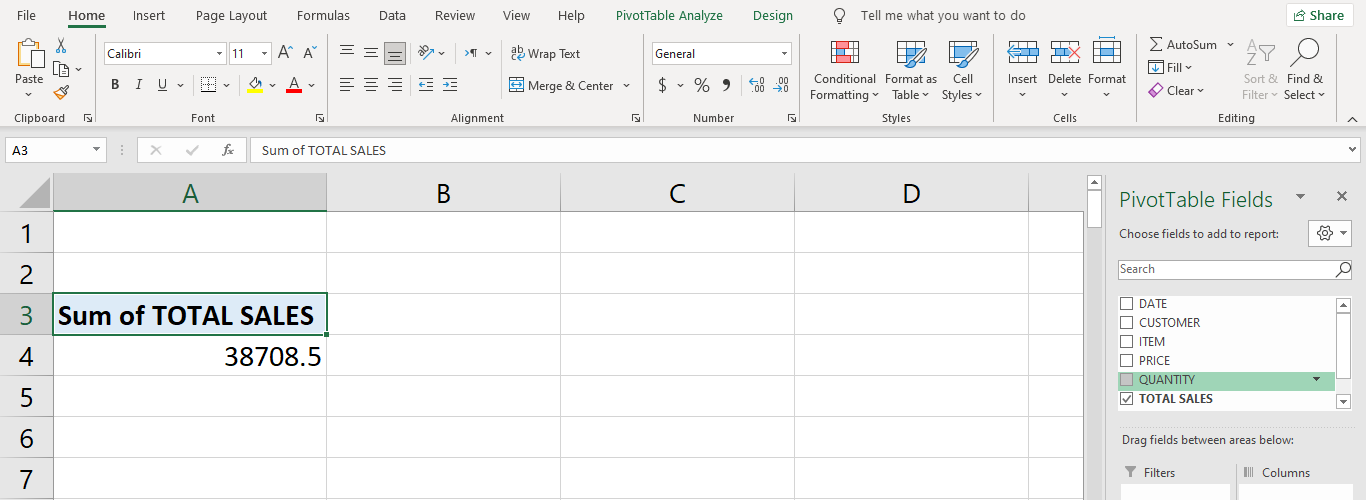 File Home Insert Page Layout Formulas Data Review View Help PivotTable Analyze Design Tell me what you want to do Share
Calibri 11 A A ¶ ab Wrap Text General AutoSum A Z
Paste B I U A Merge & Center $ % , .00 .0 Conditional Formatting Format as Table Cell Styles Insert Delete Format Fill Clear Sort & Filter Find & Select
Clipboard Font Alignment Number Styles Cells Editing
A3 fx Sum of TOTAL SALES
A B C D
1
2
3 Sum of TOTAL SALES
4 38708.5
5
6
7
PivotTable Fields
Choose fields to add to report:
Search
DATE
CUSTOMER
ITEM
PRICE
QUANTITY
TOTAL SALES
Drag fields between areas below:
Filters Columns